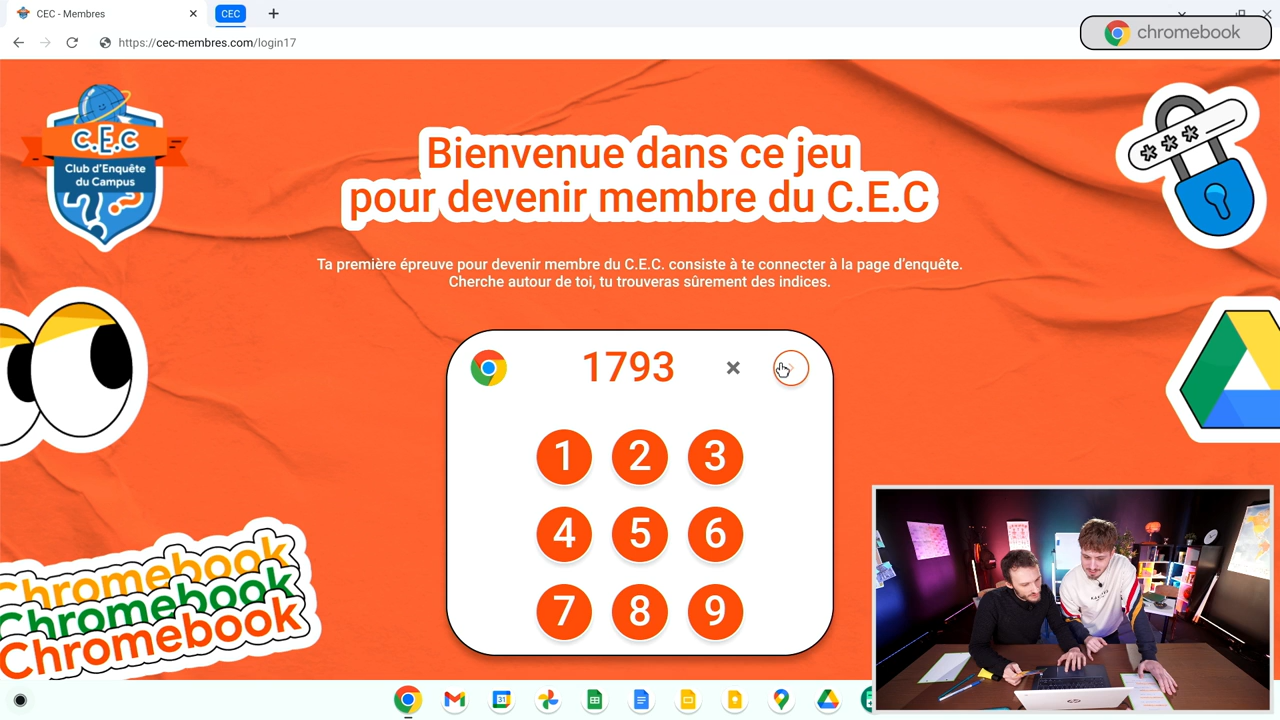 CEC - Membres
CEC
https://cec-membres.com/login17
chromebook
C.E.C
Club d'Enquête
du Campus
Bienvenue dans ce jeu
pour devenir membre du C.E.C
***
Ta première épreuve pour devenir membre du C.E.C. consiste à te connecter à la page d'enquête.
Cherche autour de toi, tu trouveras sûrement des indices.
1793
1 2 3
4 5 6
7 8 9
Chromebook
Chromebook
Chromebook
31